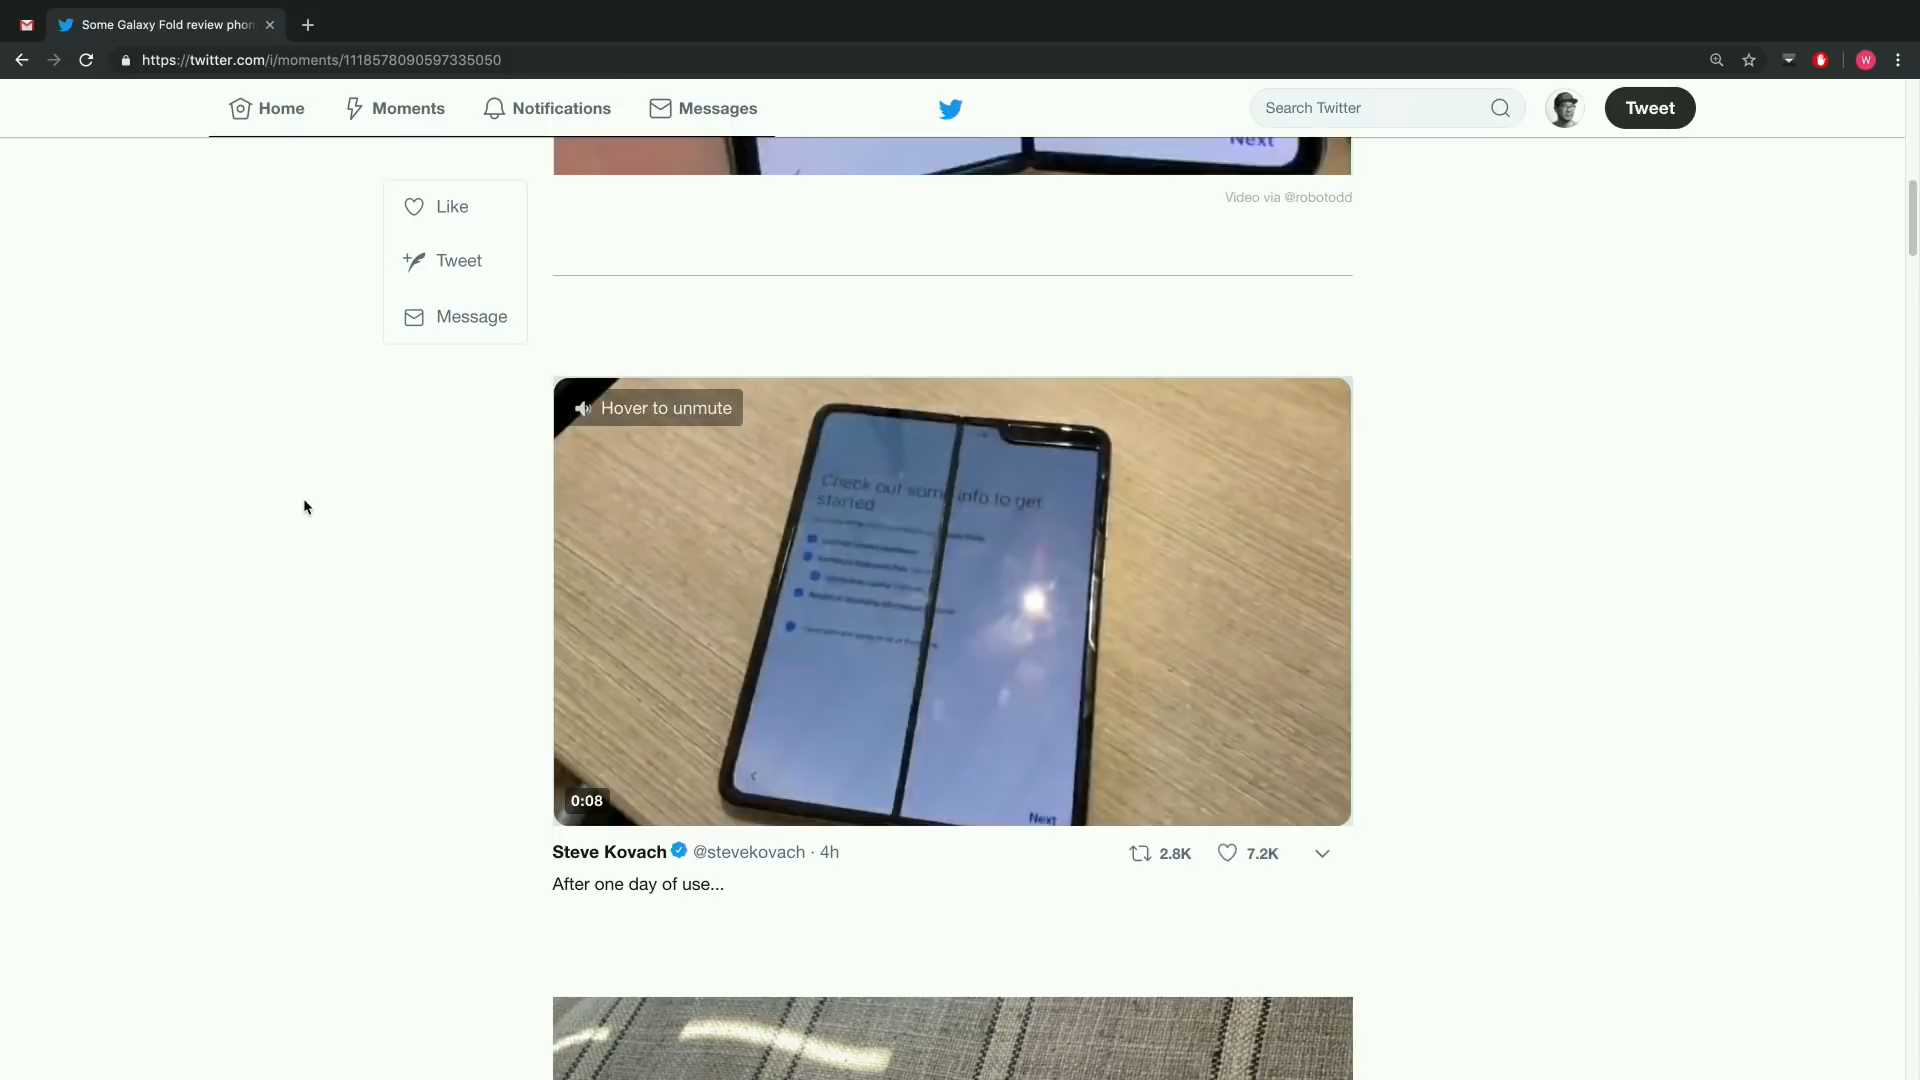 Some Galaxy Fold review phon
https://twitter.com/i/moments/1118578090597335050
W
Home
Moments
Notifications
Messages
Search Twitter
Tweet
Next
Video via @robotodd
Like
Tweet
Message
Hover to unmute
Check out some info to get
started
Next
0:08
Steve Kovach @stevekovach · 4h
2.8K
7.2K
After one day of use...